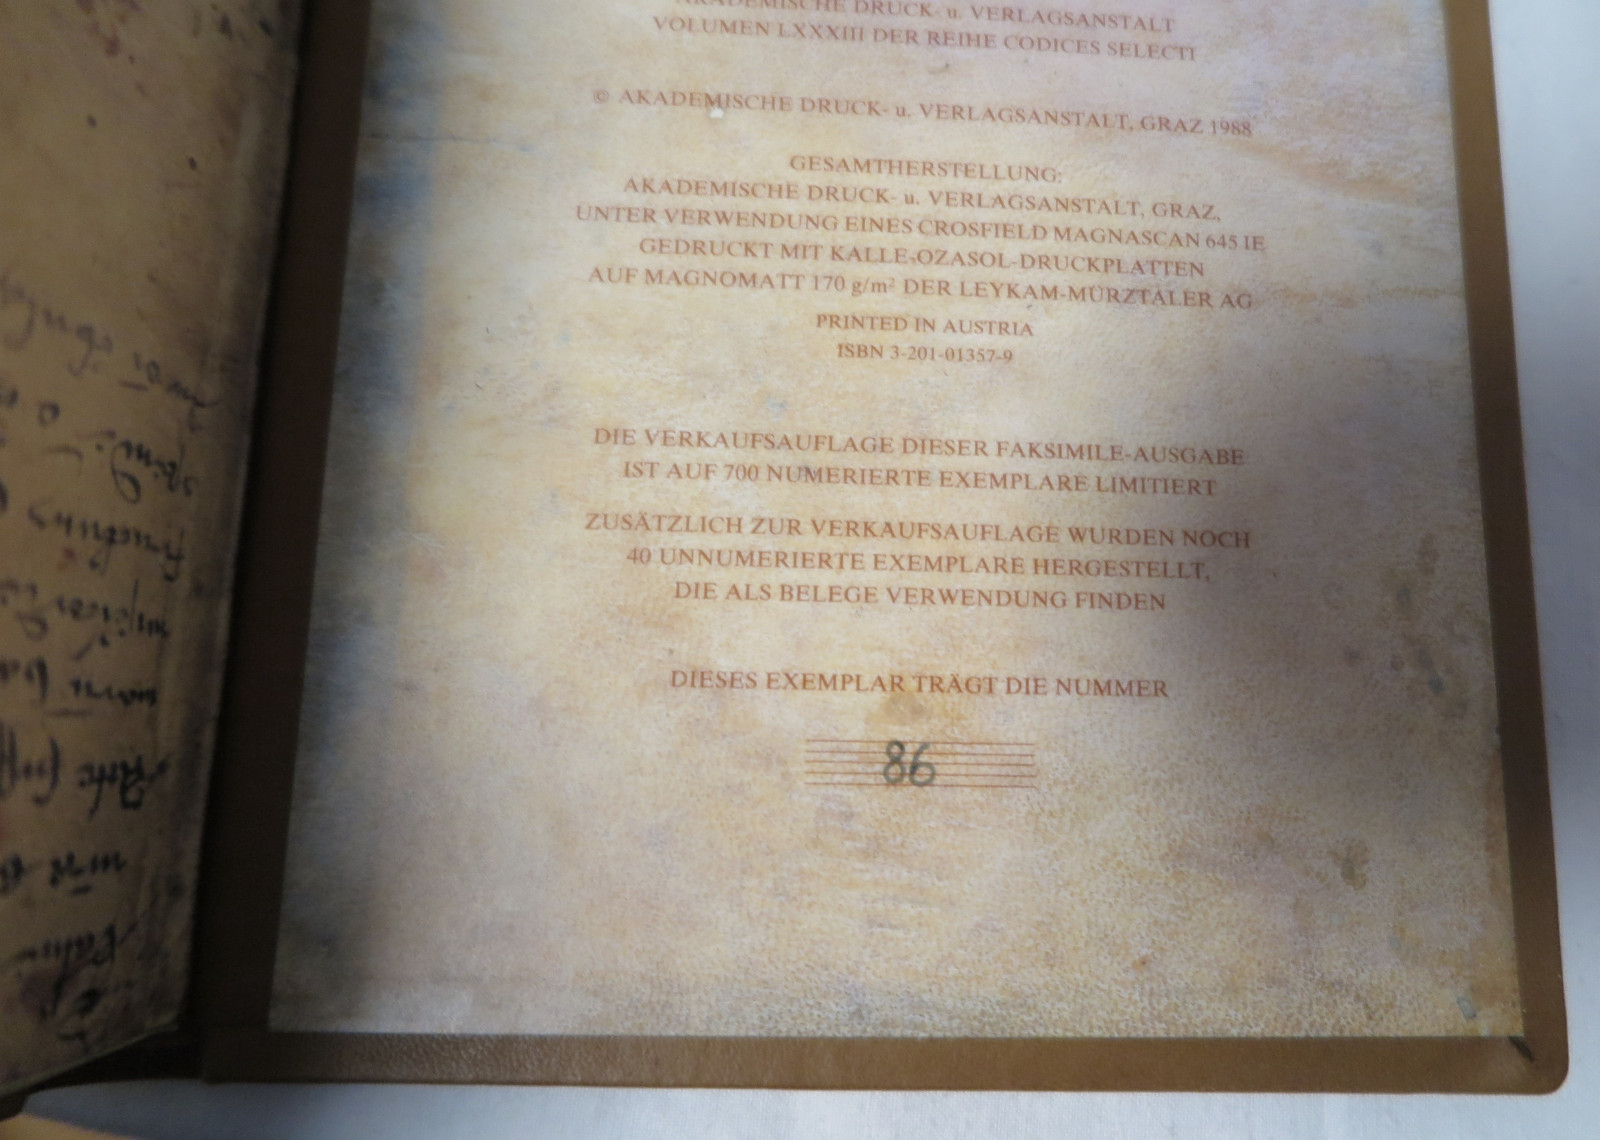 AKADEMISCHE DRUCK- u. VERLAGSANSTALT
VOLUMEN LXXXIII DER REIHE CODICES SELECTI
© AKADEMISCHE DRUCK- u. VERLAGSANSTALT, GRAZ 1988
GESAMTHERSTELLUNG:
AKADEMISCHE DRUCK- u. VERLAGSANSTALT, GRAZ,
UNTER VERWENDUNG EINES CROSFIELD MAGNASCAN 645 IE
GEDRUCKT MIT KALLE-OZASOL-DRUCKPLATTEN
AUF MAGNOMATT 170 g/m² DER LEYKAM-MÜRZTALER AG
PRINTED IN AUSTRIA
ISBN 3-201-01357-9
DIE VERKAUFSAUFLAGE DIESER FAKSIMILE-AUSGABE
IST AUF 700 NUMERIERTE EXEMPLARE LIMITIERT
ZUSÄTZLICH ZUR VERKAUFSAUFLAGE WURDEN NOCH
40 UNNUMERIERTE EXEMPLARE HERGESTELLT,
DIE ALS BELEGE VERWENDUNG FINDEN
DIESES EXEMPLAR TRÄGT DIE NUMMER
86